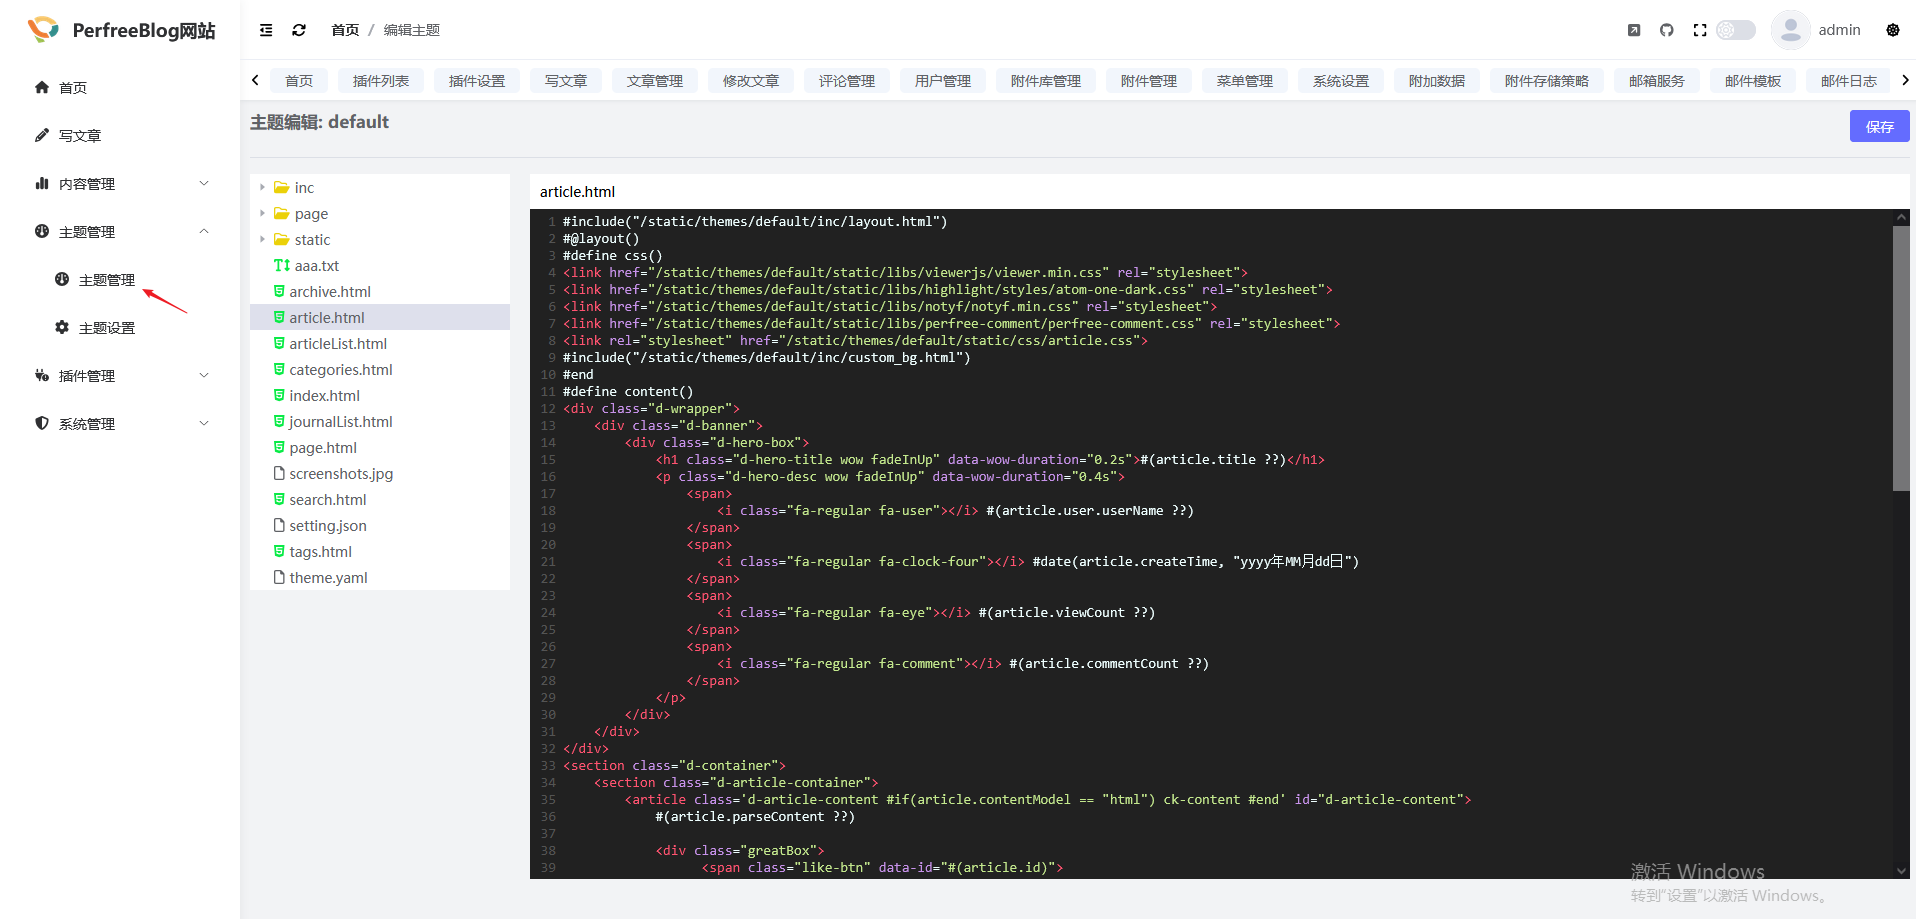 PerfreeBlog网站
首页
写文章
内容管理
主题管理
主题管理
主题设置
插件管理
系统管理
首页 / 编辑主题
admin
首页 插件列表 插件设置 写文章 文章管理 修改文章 评论管理 用户管理 附件库管理 附件管理 菜单管理 系统设置 附加数据 附件存储策略 邮箱服务 邮件模板 邮件日志
主题编辑: default
保存
inc
page
static
aaa.txt
archive.html
article.html
articleList.html
categories.html
index.html
journalList.html
page.html
screenshots.jpg
search.html
setting.json
tags.html
theme.yaml
article.html
1 #include("/static/themes/default/inc/layout.html")
2 #@layout()
3 #define css()
4 <link href="/static/themes/default/static/libs/viewerjs/viewer.min.css" rel="stylesheet">
5 <link href="/static/themes/default/static/libs/highlight/styles/atom-one-dark.css" rel="stylesheet">
6 <link href="/static/themes/default/static/libs/notyf/notyf.min.css" rel="stylesheet">
7 <link href="/static/themes/default/static/libs/perfree-comment/perfree-comment.css" rel="stylesheet">
8 <link rel="stylesheet" href="/static/themes/default/static/css/article.css">
9 #include("/static/themes/default/inc/custom_bg.html")
10 #end
11 #define content()
12 <div class="d-wrapper">
13 <div class="d-banner">
14 <div class="d-hero-box">
15 <h1 class="d-hero-title wow fadeInUp" data-wow-duration="0.2s">#(article.title ??)</h1>
16 <p class="d-hero-desc wow fadeInUp" data-wow-duration="0.4s">
17 <span>
18 <i class="fa-regular fa-user"></i> #(article.user.userName ??)
19 </span>
20 <span>
21 <i class="fa-regular fa-clock-four"></i> #date(article.createTime, "yyyy年MM月dd日")
22 </span>
23 <span>
24 <i class="fa-regular fa-eye"></i> #(article.viewCount ??)
25 </span>
26 <span>
27 <i class="fa-regular fa-comment"></i> #(article.commentCount ??)
28 </span>
29 </p>
30 </div>
31 </div>
32 </div>
33 <section class="d-container">
34 <section class="d-article-container">
35 <article class='d-article-content #if(article.contentModel == "html") ck-content #end' id="d-article-content">
36 #(article.parseContent ??)
37
38 <div class="greatBox">
39 <span class="like-btn" data-id="#(article.id)">
激活 Windows
转到"设置"以激活 Windows。